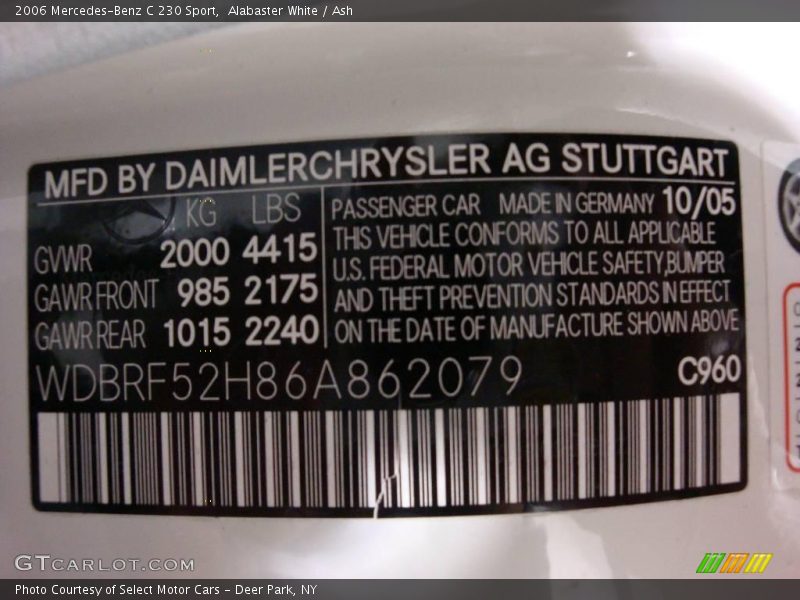 2006 Mercedes-Benz C 230 Sport,  Alabaster White / Ash
MFD BY DAIMLERCHRYSLER AG STUTTGART
KG LBS
GVWR 2000 4415
GAWR FRONT 985 2175
GAWR REAR 1015 2240
PASSENGER CAR MADE IN GERMANY 10/05
THIS VEHICLE CONFORMS TO ALL APPLICABLE
U.S. FEDERAL MOTOR VEHICLE SAFETY,BUMPER
AND THEFT PREVENTION STANDARDS IN EFFECT
ON THE DATE OF MANUFACTURE SHOWN ABOVE
WDBRF52H86A862079 C960
GTCARLOT.COM
Photo Courtesy of Select Motor Cars - Deer Park, NY